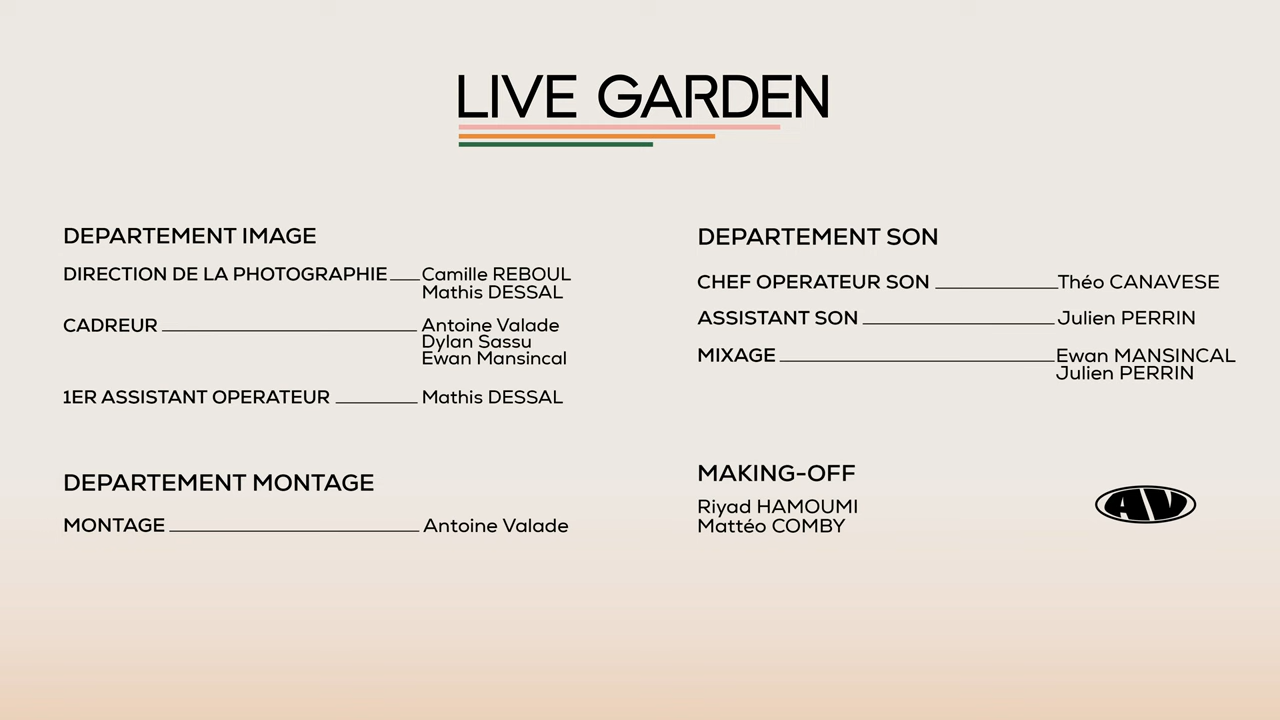 LIVE GARDEN
DEPARTEMENT IMAGE
DIRECTION DE LA PHOTOGRAPHIE Camille REBOUL
Mathis DESSAL
CADREUR Antoine Valade
Dylan Sassu
Ewan Mansincal
1ER ASSISTANT OPERATEUR Mathis DESSAL
DEPARTEMENT MONTAGE
MONTAGE Antoine Valade
DEPARTEMENT SON
CHEF OPERATEUR SON Théo CANAVESE
ASSISTANT SON Julien PERRIN
MIXAGE Ewan MANSINCAL
Julien PERRIN
MAKING-OFF
Riyad HAMOUMI
Mattéo COMBY
AV